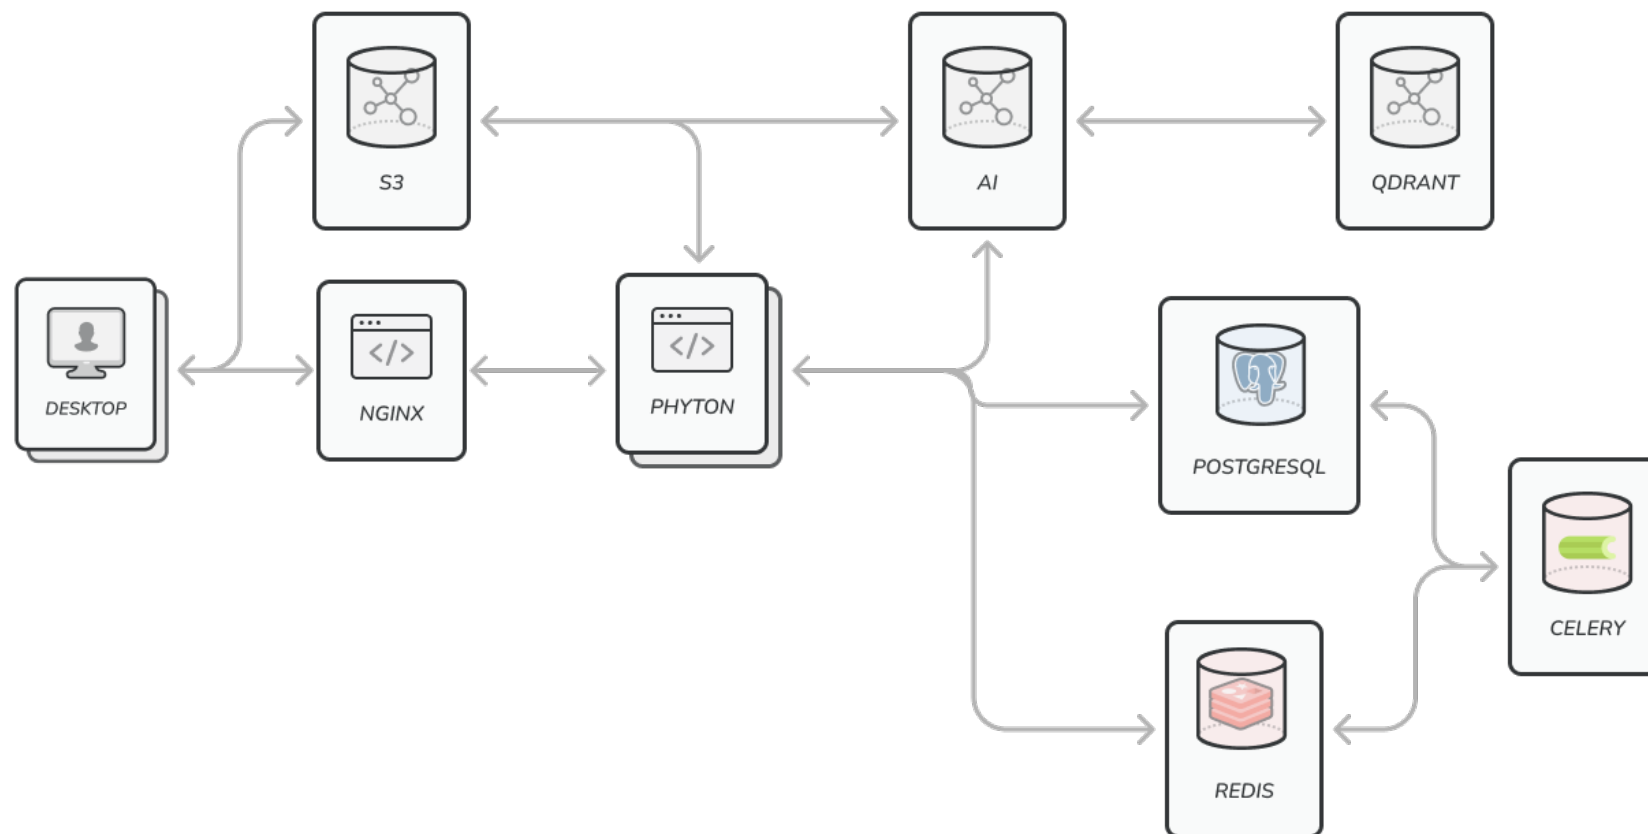 S3
AI
QDRANT
DESKTOP
NGINX
PHYTON
POSTGRESQL
CELERY
REDIS